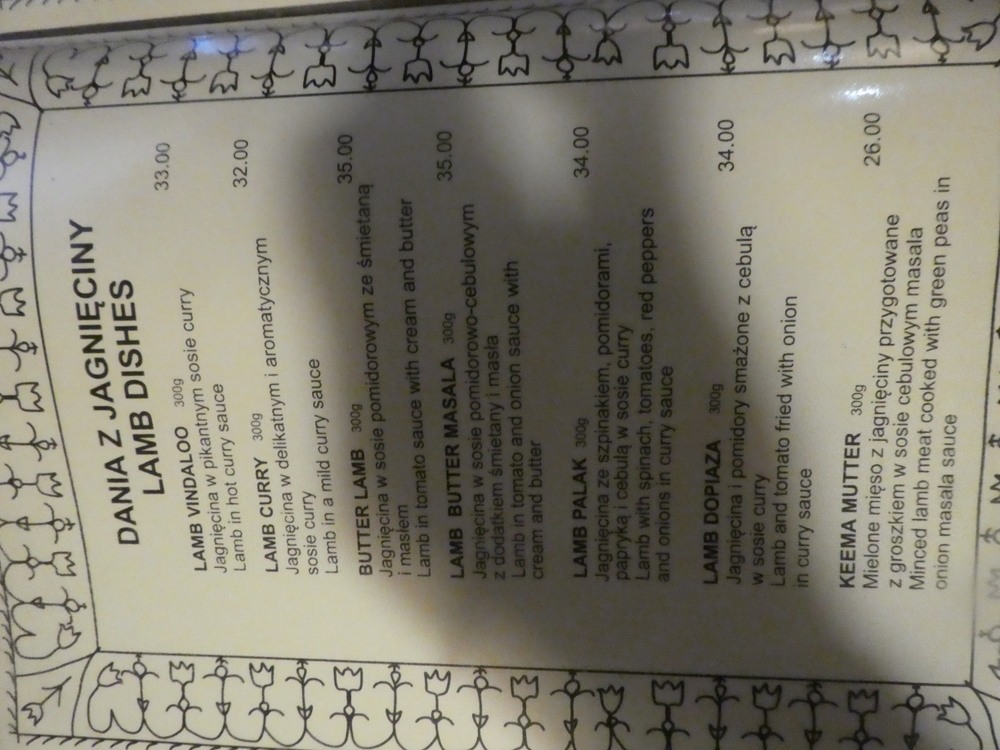 DANIA Z JAGNIĘCINY
LAMB DISHES
LAMB VINDALOO 300g 33.00
Jagnięcina w pikantnym sosie curry
Lamb in hot curry sauce
LAMB CURRY 300g 32.00
Jagnięcina w delikatnym i aromatycznym
sosie curry
Lamb in a mild curry sauce
BUTTER LAMB 300g 35.00
Jagnięcina w sosie pomidorowym ze śmietaną
i masłem
Lamb in tomato sauce with cream and butter
LAMB BUTTER MASALA 300g 35.00
Jagnięcina w sosie pomidorowo-cebulowym
z dodatkiem śmietany i masła
Lamb in tomato and onion sauce with
cream and butter
LAMB PALAK 300g 34.00
Jagnięcina ze szpinakiem, pomidorami,
papryką i cebulą w sosie curry
Lamb with spinach, tomatoes, red peppers
and onions in curry sauce
LAMB DOPIAZA 300g 34.00
Jagnięcina i pomidory smażone z cebulą
w sosie curry
Lamb and tomato fried with onion
in curry sauce
KEEMA MUTTER 300g 26.00
Mielone mięso z jagnięciny przygotowane
z groszkiem w sosie cebulowym masala
Minced lamb meat cooked with green peas in
onion masala sauce